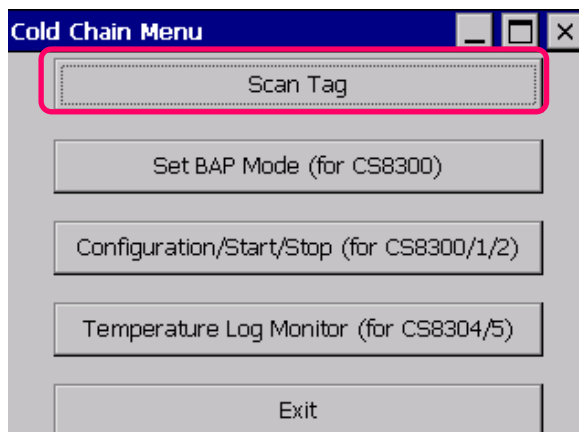 Cold Chain Menu
Scan Tag
Set BAP Mode (for CS8300)
Configuration/Start/Stop (for CS8300/1/2)
Temperature Log Monitor (for CS8304/5)
Exit